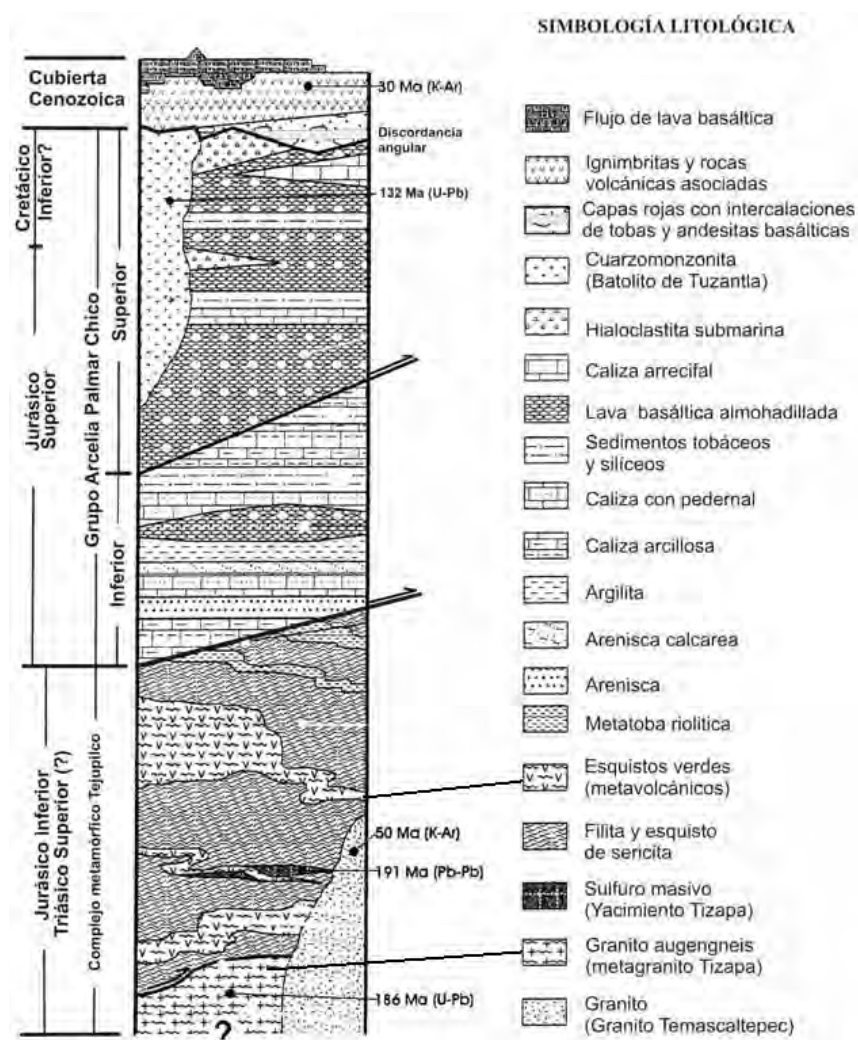 SIMBOLOGÍA LITOLÓGICA
Cubierta
Cenozoica
Cretácico
Inferior?
Jurásico
Superior
Jurásico Inferior
Triásico Superior (?)
Grupo Arcelia Palmar Chico
Superior
Inferior
Complejo metamórfico Tejupilco
30 Ma (K-Ar)
Discordancia
angular
132 Ma (U-Pb)
50 Ma (K-Ar)
191 Ma (Pb-Pb)
186 Ma (U-Pb)
?
Flujo de lava basáltica
Ignimbritas y rocas
volcánicas asociadas
Capas rojas con intercalaciones
de tobas y andesitas basálticas
Cuarzomonzonita
(Batolito de Tuzantla)
Hialoclastita submarina
Caliza arrecifal
Lava basáltica almohadillada
Sedimentos tobáceos
y silíceos
Caliza con pedernal
Caliza arcillosa
Argilita
Arenisca calcarea
Arenisca
Metatoba riolitica
Esquistos verdes
(metavolcánicos)
Filita y esquisto
de sericita
Sulfuro masivo
(Yacimiento Tizapa)
Granito augengneis
(metagranito Tizapa)
Granito
(Granito Temascaltepec)